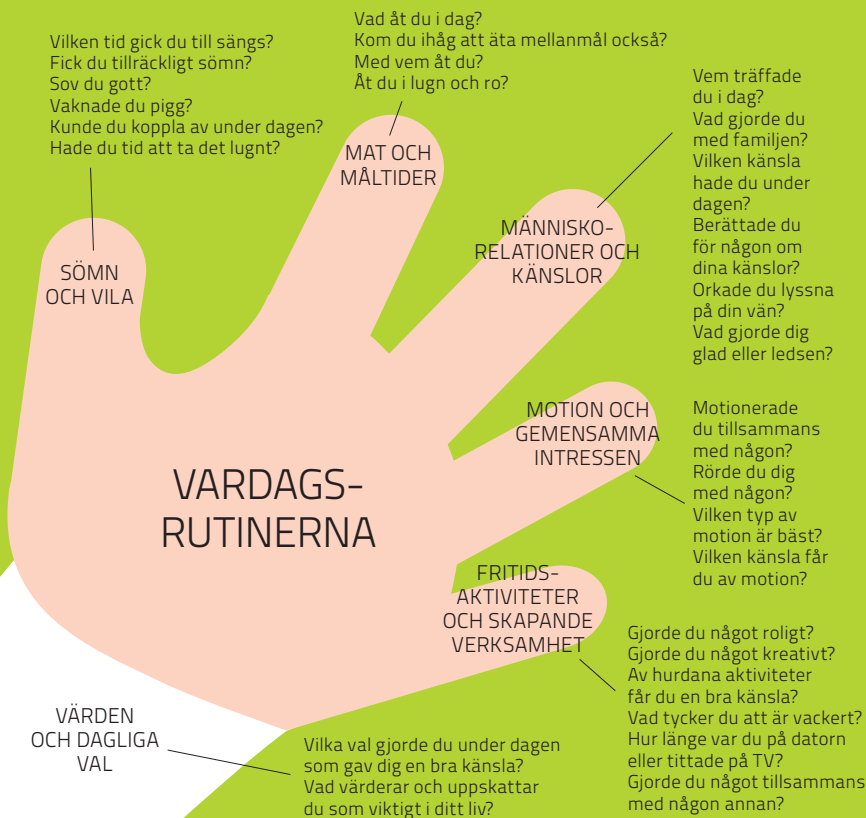 Vilken tid gick du till sängs?
Fick du tillräckligt sömn?
Sov du gott?
Vaknade du pigg?
Kunde du koppla av under dagen?
Hade du tid att ta det lugnt?
SÖMN
OCH VILA
Vad åt du i dag?
Kom du ihåg att äta mellanmål också?
Med vem åt du?
Åt du i lugn och ro?
MAT OCH
MÅLTIDER
Vem träffade
du i dag?
Vad gjorde du
med familjen?
Vilken känsla
hade du under
dagen?
Berättade du
för någon om
dina känslor?
Orkade du lyssna
på din vän?
Vad gjorde dig
glad eller ledsen?
MÄNNISKO-
RELATIONER OCH
KÄNSLOR
MOTION OCH
GEMENSAMMA
INTRESSEN
Motionerade
du tillsammans
med någon?
Rörde du dig
med någon?
Vilken typ av
motion är bäst?
Vilken känsla får
du av motion?
VARDAGS-
RUTINERNA
FRITIDS-
AKTIVITETER
OCH SKAPANDE
VERKSAMHET
Gjorde du något roligt?
Gjorde du något kreativt?
Av hurdana aktiviteter
får du en bra känsla?
Vad tycker du att är vackert?
Hur länge var du på datorn
eller tittade på TV?
Gjorde du något tillsammans
med någon annan?
VÄRDEN
OCH DAGLIGA
VAL
Vilka val gjorde du under dagen
som gav dig en bra känsla?
Vad värderar och uppskattar
du som viktigt i ditt liv?